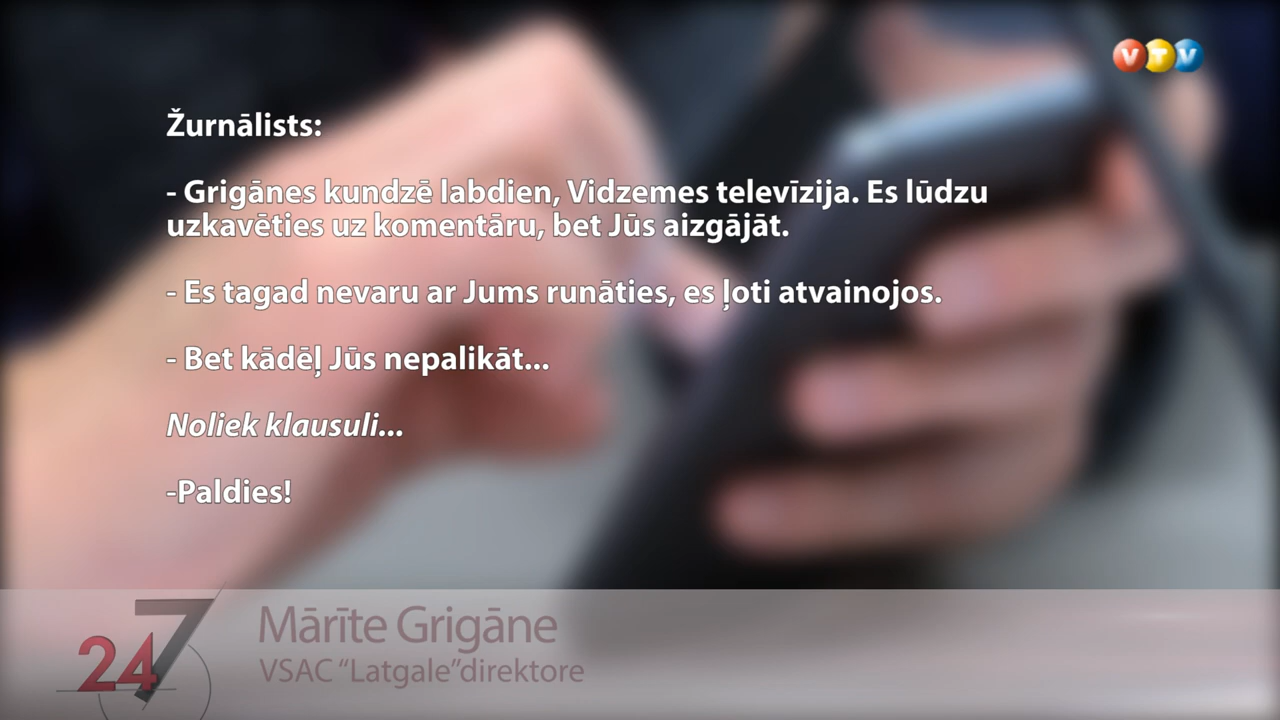 VTV
Žurnālists:
- Grigānes kundzē labdien, Vidzemes televīzija. Es lūdzu
uzkavēties uz komentāru, bet Jūs aizgājāt.
- Es tagad nevaru ar Jums runāties, es ļoti atvainojos.
- Bet kādēļ Jūs nepalikāt...
Noliek klausuli...
-Paldies!
24 7
Mārīte Grigāne
VSAC “Latgale”direktore